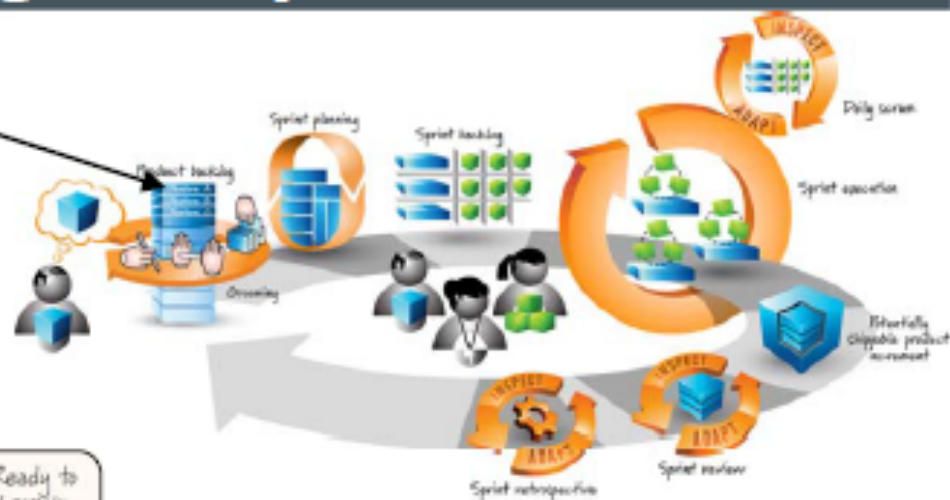 Sprint planning
Product backlog
Sprint backlog
Grooming
INSPECT
ADAPT
Daily scrum
Sprint execution
Potentially
shippable product
increment
INSPECT
ADAPT
Sprint review
INSPECT
ADAPT
Sprint retrospective
Ready to